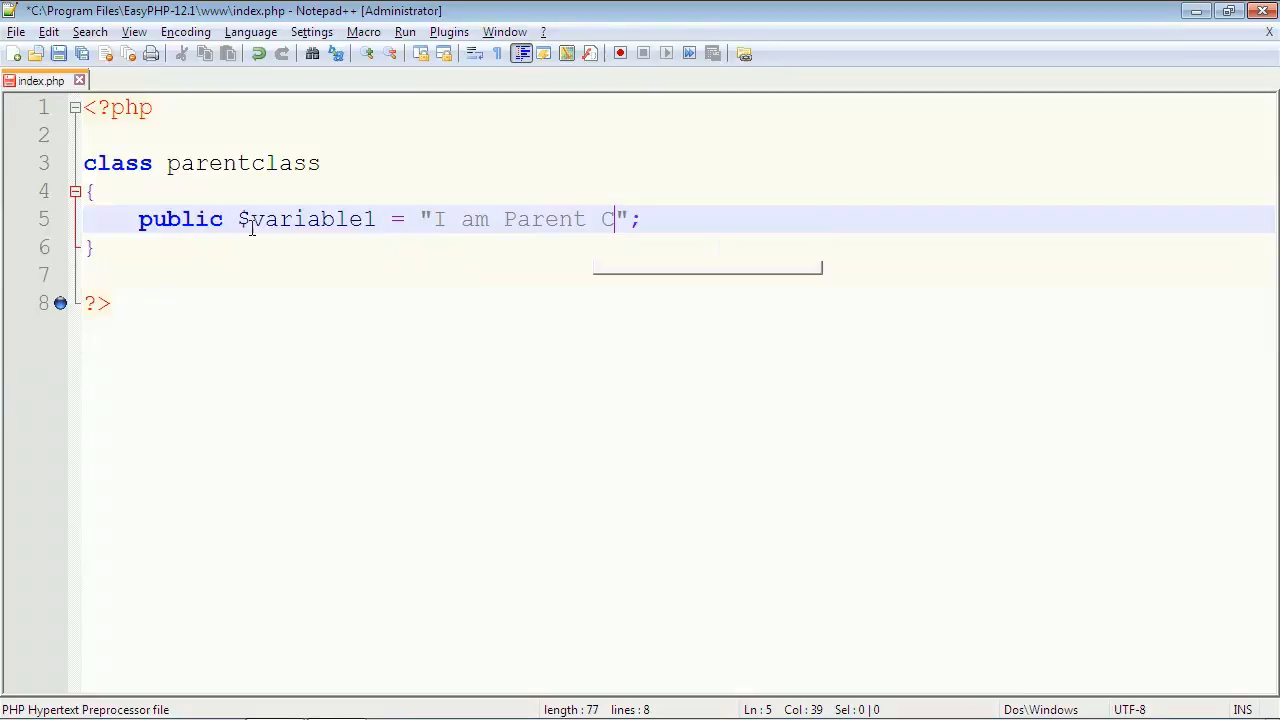 *C:\Program Files\EasyPHP-12.1\www\index.php - Notepad++ [Administrator]
File Edit Search View Encoding Language Settings Macro Run Plugins Window ? X
index.php
1 <?php
2
3 class parentclass
4 {
5 public $variable1 = "I am Parent C";
6 }
7
8 ?>
PHP Hypertext Preprocessor file length : 77 lines : 8 Ln : 5 Col : 39 Sel : 0 | 0 Dos\Windows UTF-8 INS